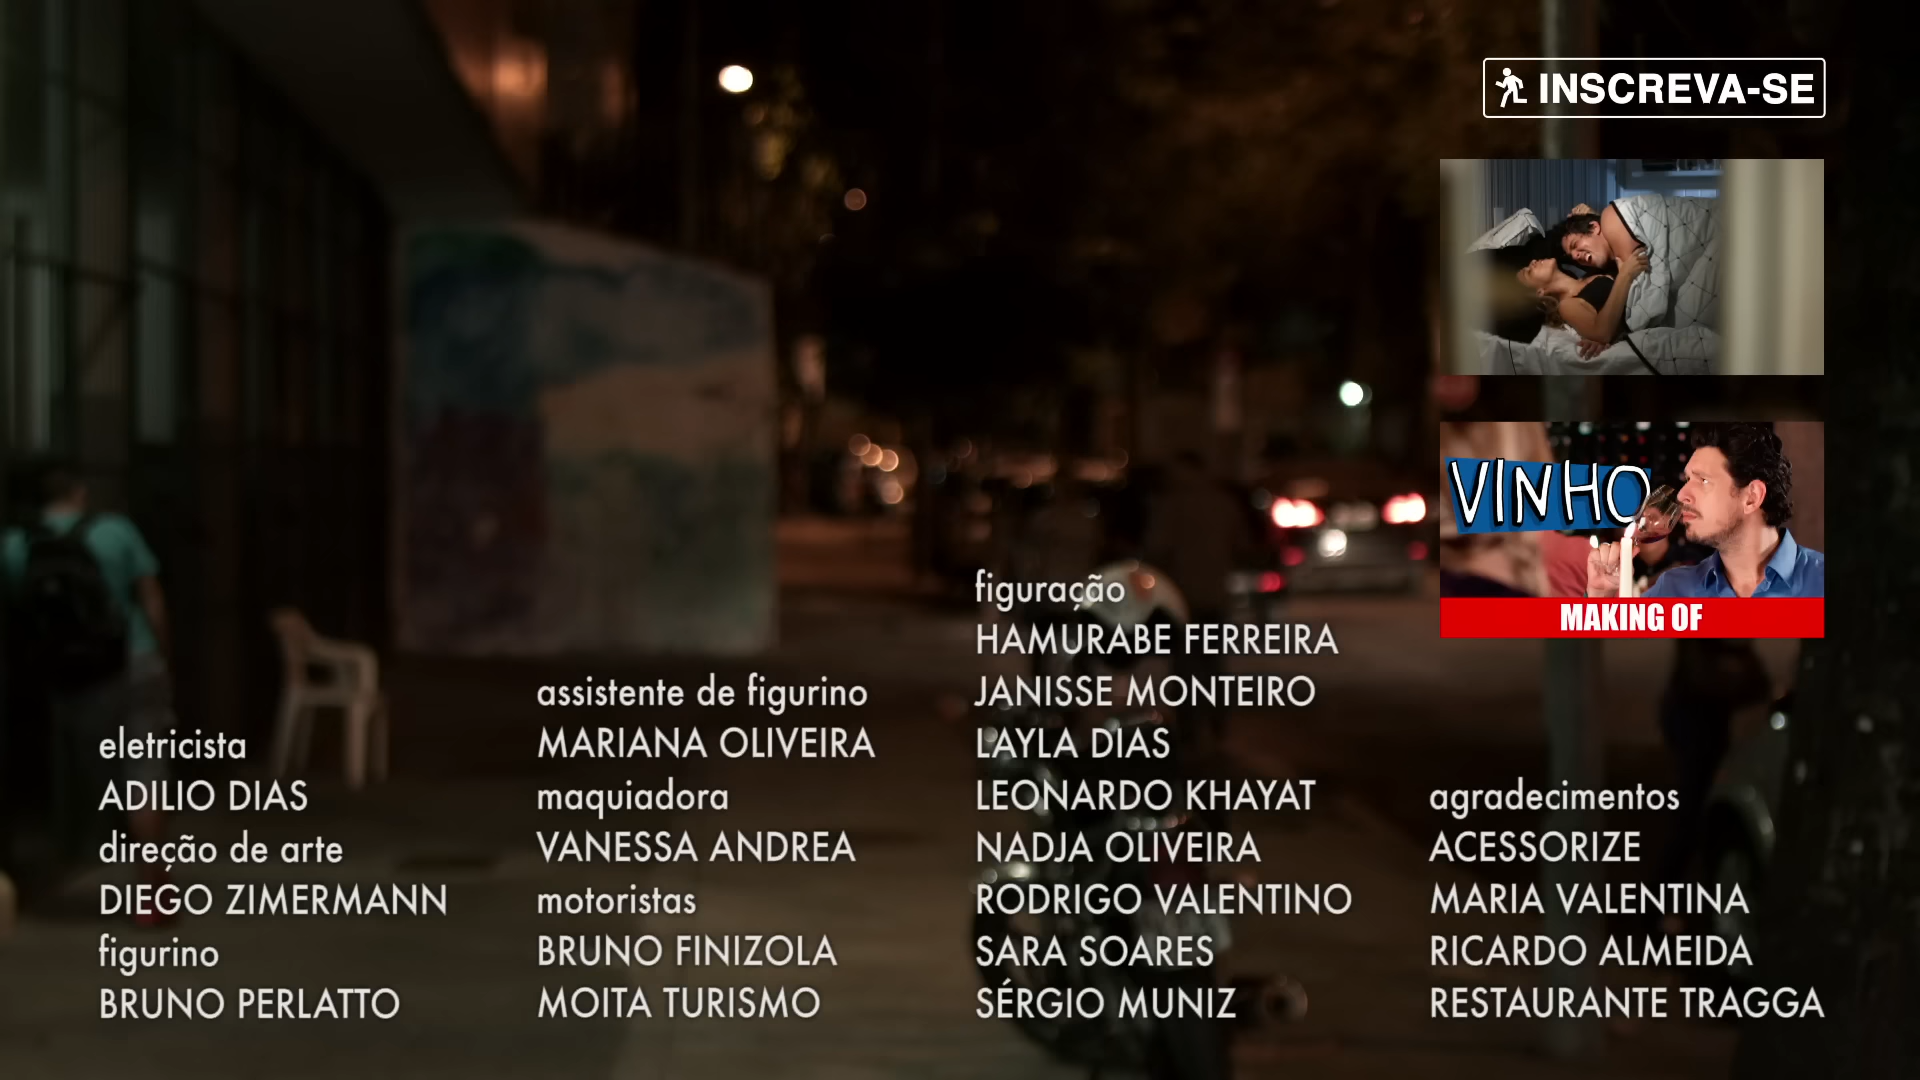 INSCREVA-SE
VINHO
MAKING OF
eletricista
ADILIO DIAS
direção de arte
DIEGO ZIMERMANN
figurino
BRUNO PERLATTO
assistente de figurino
MARIANA OLIVEIRA
maquiadora
VANESSA ANDREA
motoristas
BRUNO FINIZOLA
MOITA TURISMO
figuração
HAMURABE FERREIRA
JANISSE MONTEIRO
LAYLA DIAS
LEONARDO KHAYAT
NADJA OLIVEIRA
RODRIGO VALENTINO
SARA SOARES
SÉRGIO MUNIZ
agradecimentos
ACESSORIZE
MARIA VALENTINA
RICARDO ALMEIDA
RESTAURANTE TRAGGA